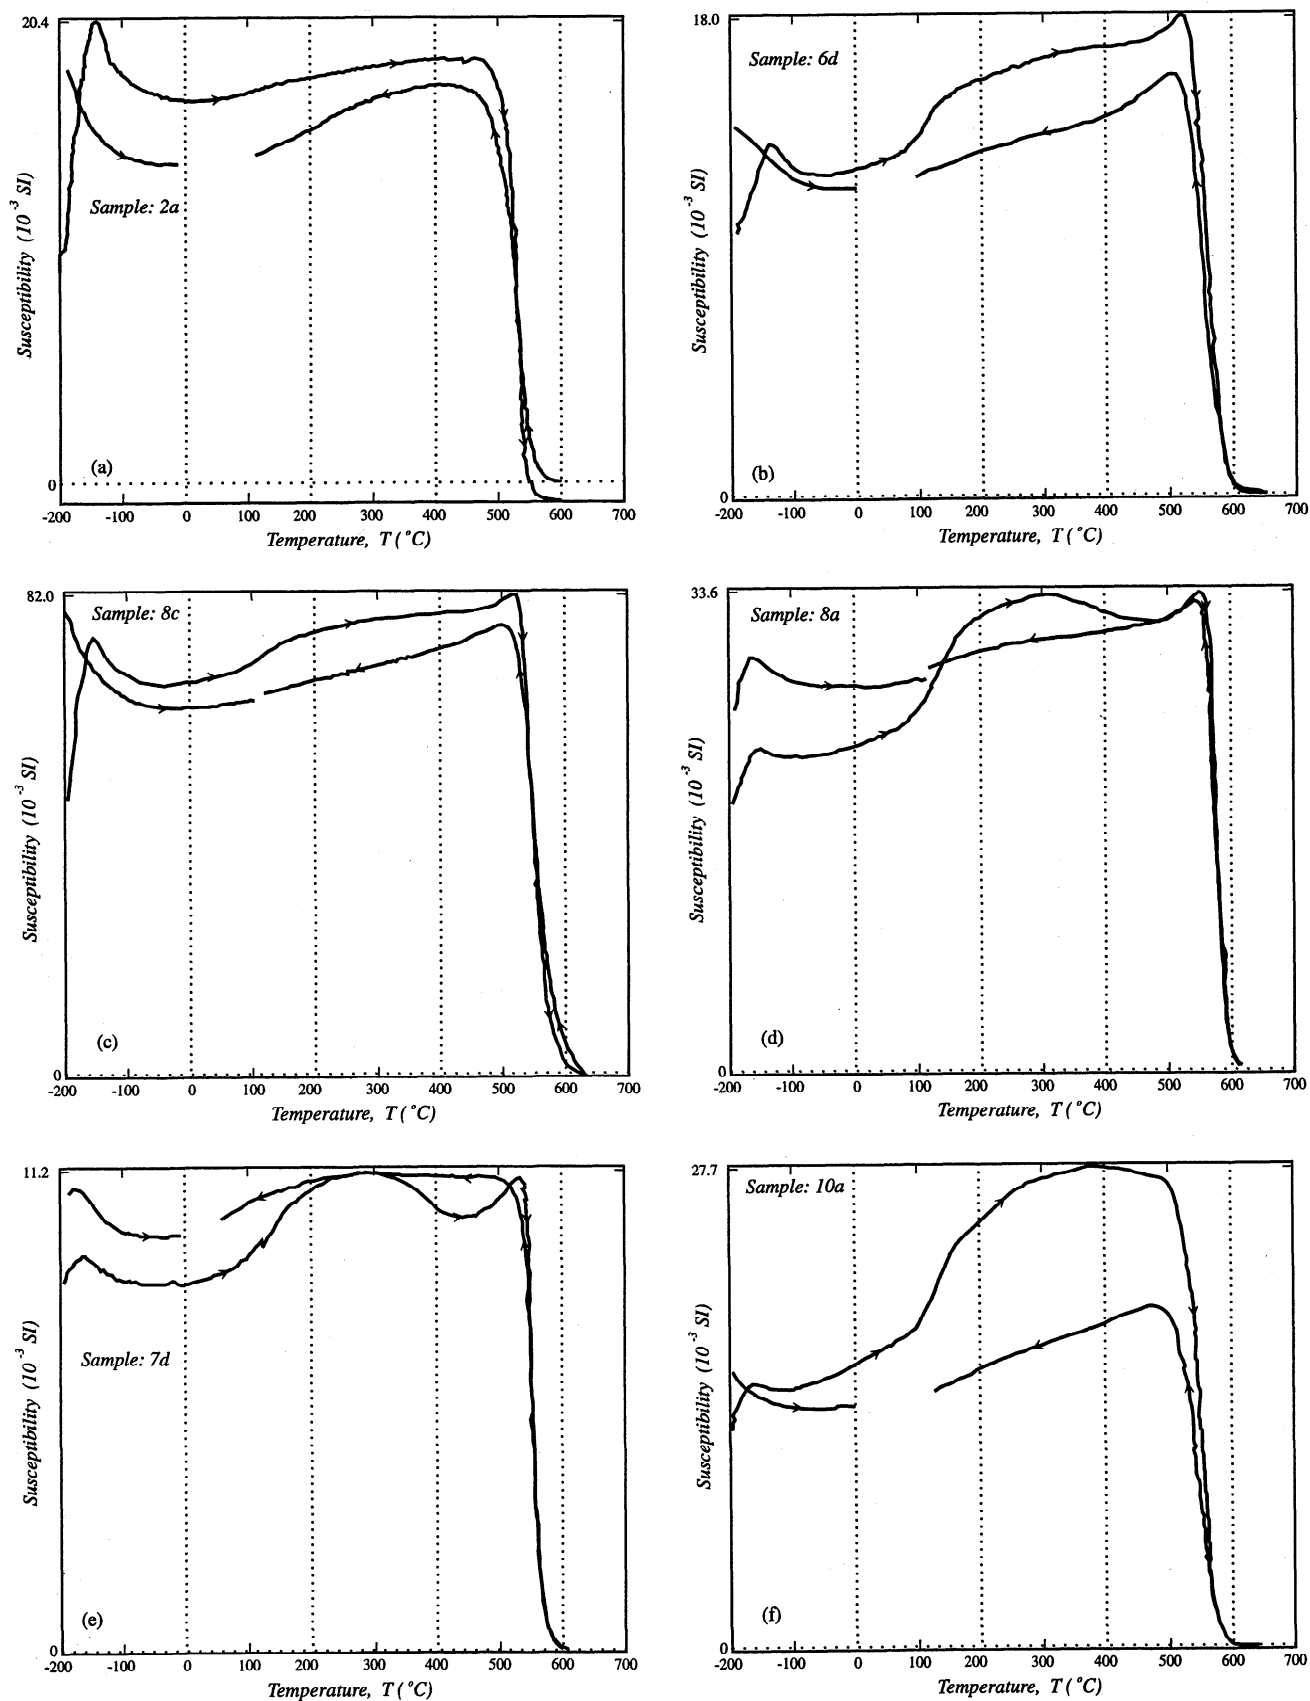 20.4
Susceptibility (10⁻³ SI)
Sample: 2a
(a)
0
-200 -100 0 100 200 300 400 500 600 700
Temperature, T (°C)
18.0
Susceptibility (10⁻³ SI)
Sample: 6d
(b)
0
-200 -100 0 100 200 300 400 500 600 700
Temperature, T (°C)
82.0
Susceptibility (10⁻³ SI)
Sample: 8c
(c)
0
-200 -100 0 100 200 300 400 500 600 700
Temperature, T (°C)
33.6
Susceptibility (10⁻³ SI)
Sample: 8a
(d)
0
-200 -100 0 100 200 300 400 500 600 700
Temperature, T (°C)
11.2
Susceptibility (10⁻³ SI)
Sample: 7d
(e)
0
-200 -100 0 100 200 300 400 500 600 700
Temperature, T (°C)
27.7
Susceptibility (10⁻³ SI)
Sample: 10a
(f)
0
-200 -100 0 100 200 300 400 500 600 700
Temperature, T (°C)